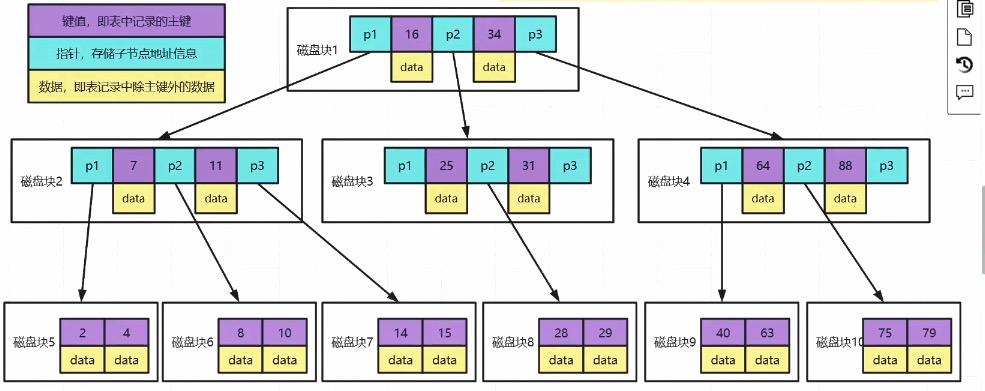 键值，即表中记录的主键
指针，存储子节点地址信息
数据，即表记录中除主键外的数据
磁盘块1
p1 16 p2 34 p3
data data
磁盘块2
p1 7 p2 11 p3
data data
磁盘块3
p1 25 p2 31 p3
data data
磁盘块4
p1 64 p2 88 p3
data data
磁盘块5
2 4
data data
磁盘块6
8 10
data data
磁盘块7
14 15
data data
磁盘块8
28 29
data data
磁盘块9
40 63
data data
磁盘块10
75 79
data data